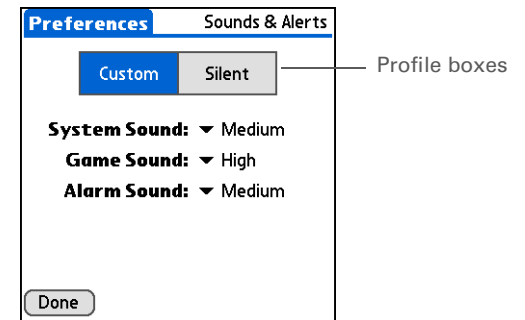 Preferences Sounds & Alerts
Custom Silent
Profile boxes
System Sound: Medium
Game Sound: High
Alarm Sound: Medium
Done